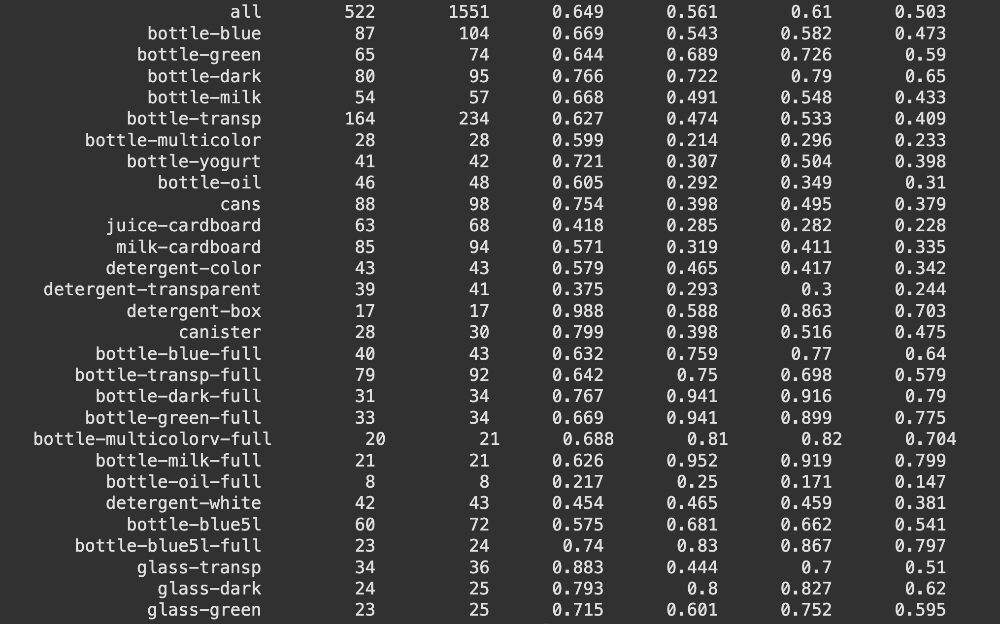 all 522 1551 0.649 0.561 0.61 0.503
bottle-blue 87 104 0.669 0.543 0.582 0.473
bottle-green 65 74 0.644 0.689 0.726 0.59
bottle-dark 80 95 0.766 0.722 0.79 0.65
bottle-milk 54 57 0.668 0.491 0.548 0.433
bottle-transp 164 234 0.627 0.474 0.533 0.409
bottle-multicolor 28 28 0.599 0.214 0.296 0.233
bottle-yogurt 41 42 0.721 0.307 0.504 0.398
bottle-oil 46 48 0.605 0.292 0.349 0.31
cans 88 98 0.754 0.398 0.495 0.379
juice-cardboard 63 68 0.418 0.285 0.282 0.228
milk-cardboard 85 94 0.571 0.319 0.411 0.335
detergent-color 43 43 0.579 0.465 0.417 0.342
detergent-transparent 39 41 0.375 0.293 0.3 0.244
detergent-box 17 17 0.988 0.588 0.863 0.703
canister 28 30 0.799 0.398 0.516 0.475
bottle-blue-full 40 43 0.632 0.759 0.77 0.64
bottle-transp-full 79 92 0.642 0.75 0.698 0.579
bottle-dark-full 31 34 0.767 0.941 0.916 0.79
bottle-green-full 33 34 0.669 0.941 0.899 0.775
bottle-multicolorv-full 20 21 0.688 0.81 0.82 0.704
bottle-milk-full 21 21 0.626 0.952 0.919 0.799
bottle-oil-full 8 8 0.217 0.25 0.171 0.147
detergent-white 42 43 0.454 0.465 0.459 0.381
bottle-blue5l 60 72 0.575 0.681 0.662 0.541
bottle-blue5l-full 23 24 0.74 0.83 0.867 0.797
glass-transp 34 36 0.883 0.444 0.7 0.51
glass-dark 24 25 0.793 0.8 0.827 0.62
glass-green 23 25 0.715 0.601 0.752 0.595